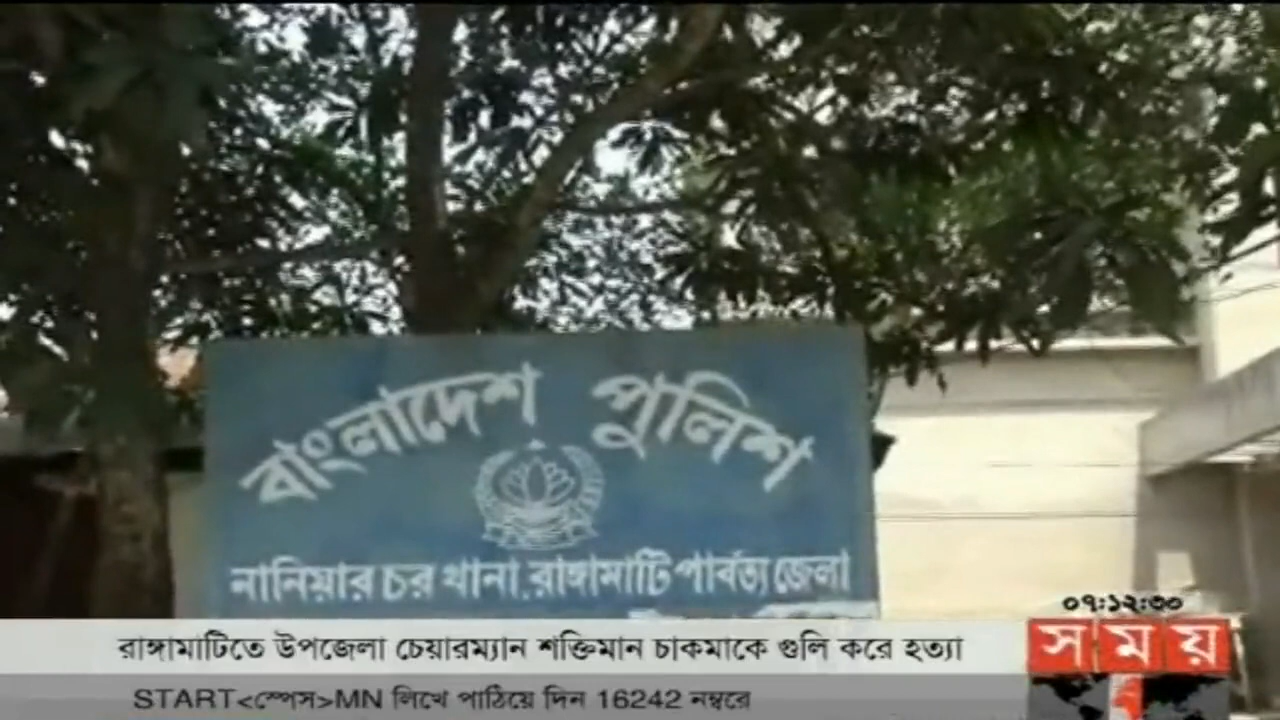 বাংলাদেশ পুলিশ
নানিয়ার চর থানা, রাঙ্গামাটি পার্বত্য জেলা
০৭:১২:৩০
রাঙ্গামাটিতে উপজেলা চেয়ারম্যান শক্তিমান চাকমাকে গুলি করে হত্যা
সময়
START<স্পেস>MN লিখে পাঠিয়ে দিন 16242 নম্বরে